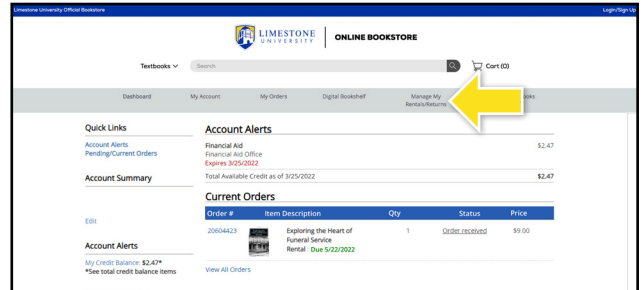 Limestone University Official Bookstore
Login/Sign Up
LIMESTONE
UNIVERSITY
ONLINE BOOKSTORE
Textbooks
Search
Cart (0)
Dashboard
My Account
My Orders
Digital Bookshelf
Manage My
Rentals/Returns
Quick Links
Account Alerts
Pending/Current Orders
Account Summary
Edit
Account Alerts
My Credit Balance: $2.47*
*See total credit balance items
Account Alerts
Financial Aid $2.47
Financial Aid Office
Expires 3/25/2022
Total Available Credit as of 3/25/2022 $2.47
Current Orders
Order # Item Description Qty Status Price
20604423 Exploring the Heart of 1 Order received $9.00
Funeral Service
Rental : Due 5/22/2022
View All Orders